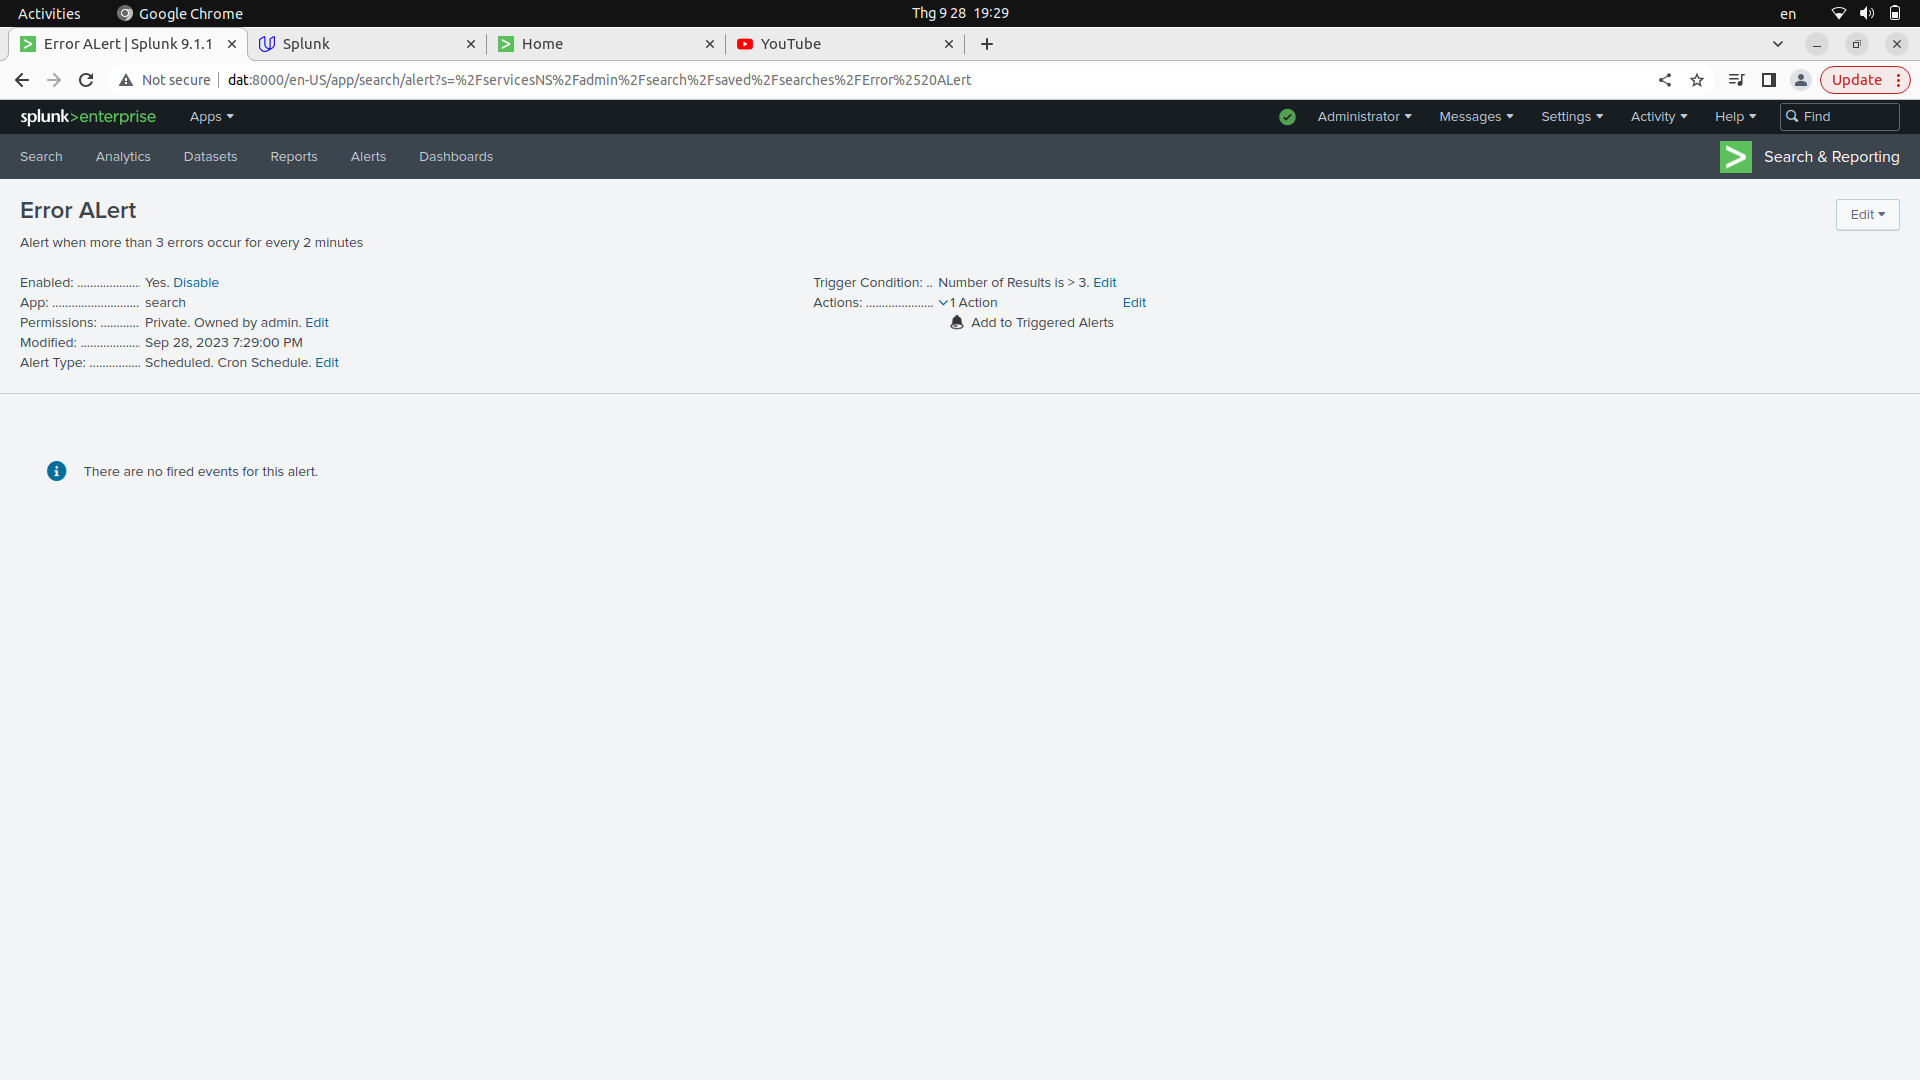 Activities
Google Chrome
Thg 9 28 19:29
en
Error ALert | Splunk 9.1.1
Splunk
Home
YouTube
Not secure
dat:8000/en-US/app/search/alert?s=%2FservicesNS%2Fadmin%2Fsearch%2Fsaved%2Fsearches%2FError%2520ALert
Update
splunk>enterprise
Apps
Administrator
Messages
Settings
Activity
Help
Find
Search
Analytics
Datasets
Reports
Alerts
Dashboards
Search & Reporting
Error ALert
Edit
Alert when more than 3 errors occur for every 2 minutes
Enabled: ................... Yes. Disable
App: ........................... search
Permissions: ............ Private. Owned by admin. Edit
Modified: .................. Sep 28, 2023 7:29:00 PM
Alert Type: ................ Scheduled. Cron Schedule. Edit
Trigger Condition: .. Number of Results is > 3. Edit
Actions: ..................... 1 Action Edit
Add to Triggered Alerts
There are no fired events for this alert.